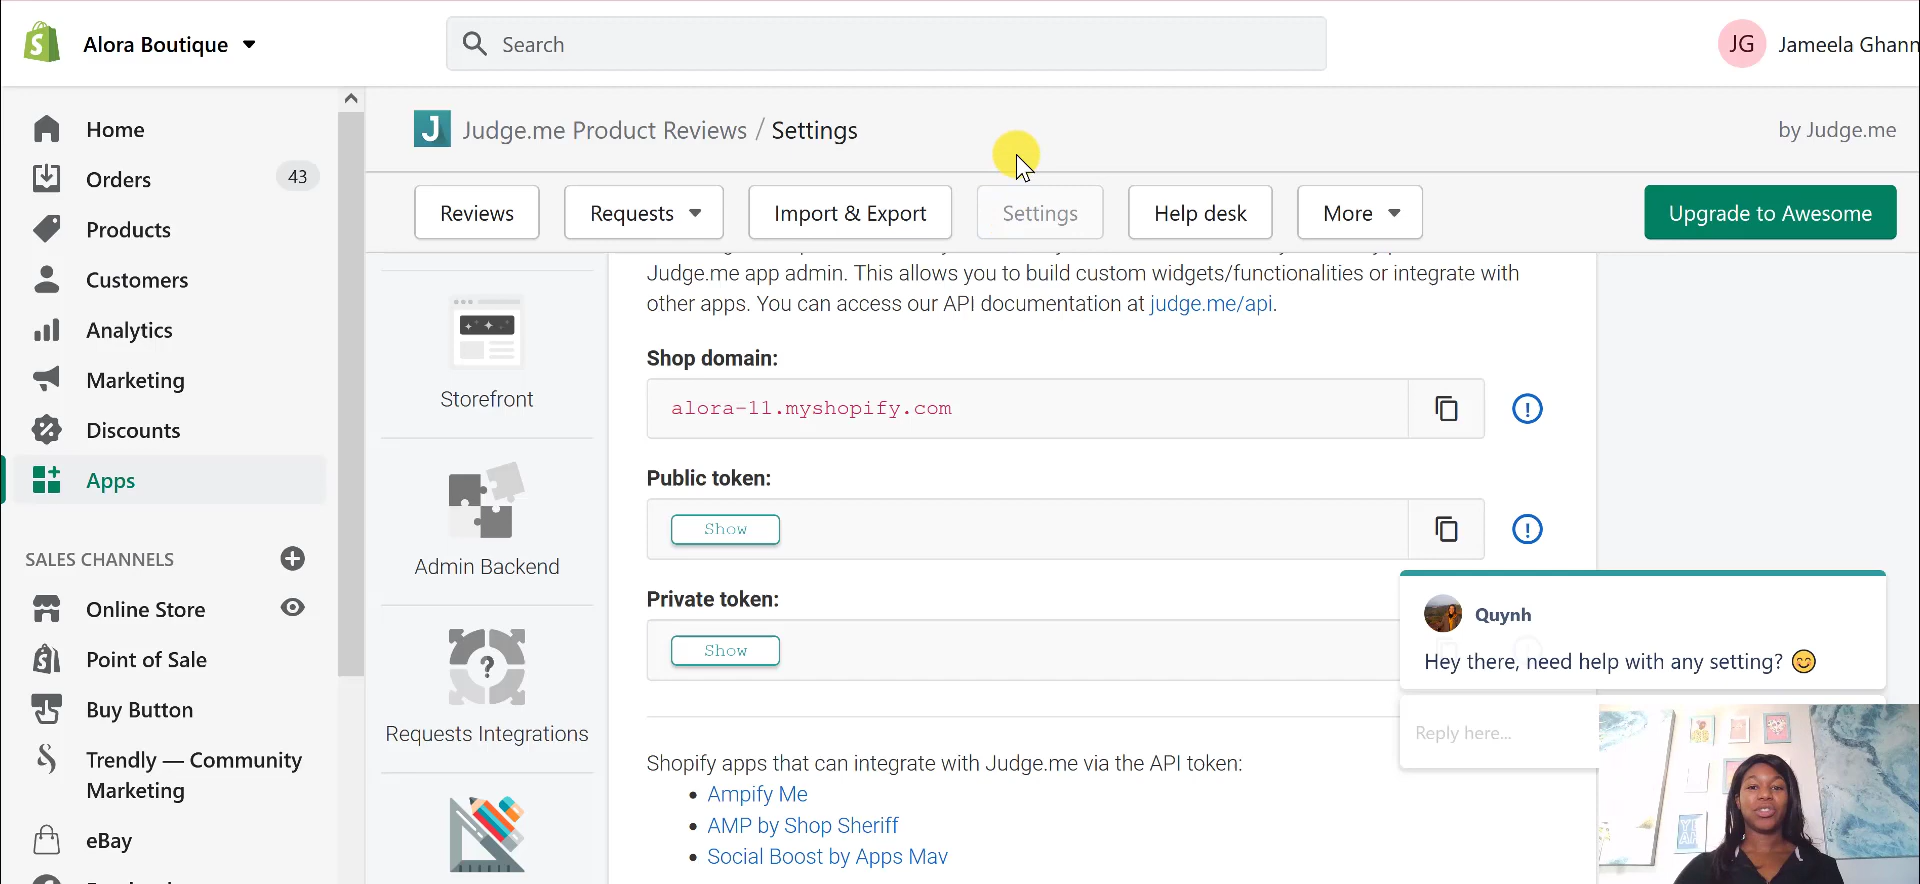 Alora Boutique
Search
JG
Jameela Ghann
Home
Orders
43
Products
Customers
Analytics
Marketing
Discounts
Apps
SALES CHANNELS
Online Store
Point of Sale
Buy Button
Trendly — Community
Marketing
eBay
J
Judge.me Product Reviews / Settings
by Judge.me
Reviews
Requests
Import & Export
Settings
Help desk
More
Upgrade to Awesome
Storefront
Admin Backend
Requests Integrations
Judge.me app admin. This allows you to build custom widgets/functionalities or integrate with
other apps. You can access our API documentation at judge.me/api.
Shop domain:
alora-11.myshopify.com
Public token:
Show
Private token:
Show
Shopify apps that can integrate with Judge.me via the API token:
• Ampify Me
• AMP by Shop Sheriff
• Social Boost by Apps Mav
Quynh
Hey there, need help with any setting? 😊
Reply here...